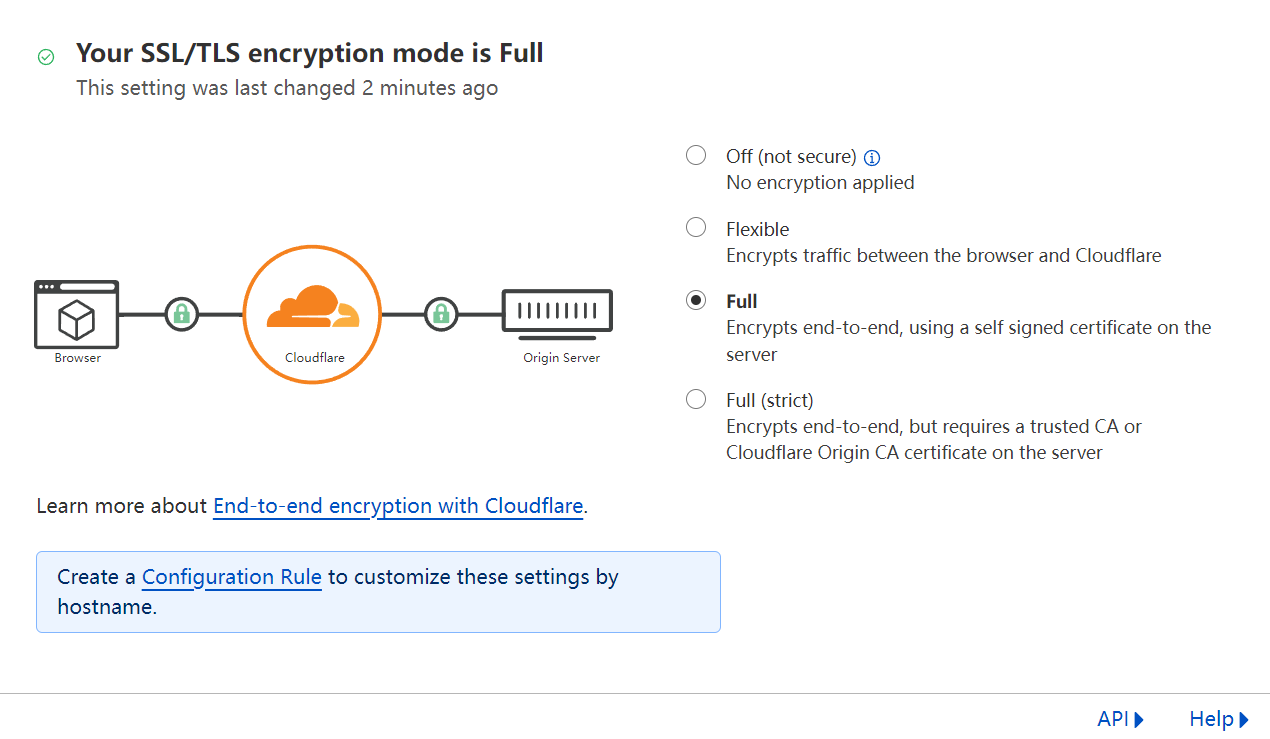 Your SSL/TLS encryption mode is Full
This setting was last changed 2 minutes ago
Off (not secure)
No encryption applied
Flexible
Encrypts traffic between the browser and Cloudflare
Full
Encrypts end-to-end, using a self signed certificate on the
server
Full (strict)
Encrypts end-to-end, but requires a trusted CA or
Cloudflare Origin CA certificate on the server
Browser
Cloudflare
Origin Server
Learn more about End-to-end encryption with Cloudflare.
Create a Configuration Rule to customize these settings by
hostname.
API
Help